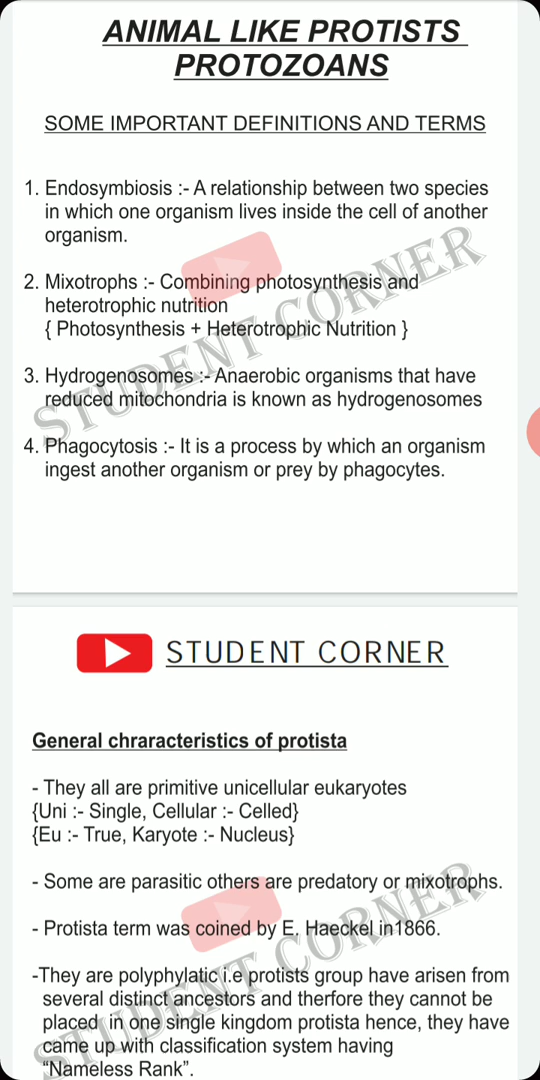 ANIMAL LIKE PROTISTS
PROTOZOANS
SOME IMPORTANT DEFINITIONS AND TERMS
1. Endosymbiosis :- A relationship between two species
in which one organism lives inside the cell of another
organism.
2. Mixotrophs :- Combining photosynthesis and
heterotrophic nutrition
{ Photosynthesis + Heterotrophic Nutrition }
3. Hydrogenosomes :- Anaerobic organisms that have
reduced mitochondria is known as hydrogenosomes
4. Phagocytosis :- It is a process by which an organism
ingest another organism or prey by phagocytes.
STUDENT CORNER
STUDENT CORNER
General chraracteristics of protista
- They all are primitive unicellular eukaryotes
{Uni :- Single, Cellular :- Celled}
{Eu :- True, Karyote :- Nucleus}
- Some are parasitic others are predatory or mixotrophs.
- Protista term was coined by E. Haeckel in1866.
-They are polyphylatic i.e protists group have arisen from
several distinct ancestors and therfore they cannot be
placed in one single kingdom protista hence, they have
came up with classification system having
“Nameless Rank”.
STUDENT CORNER